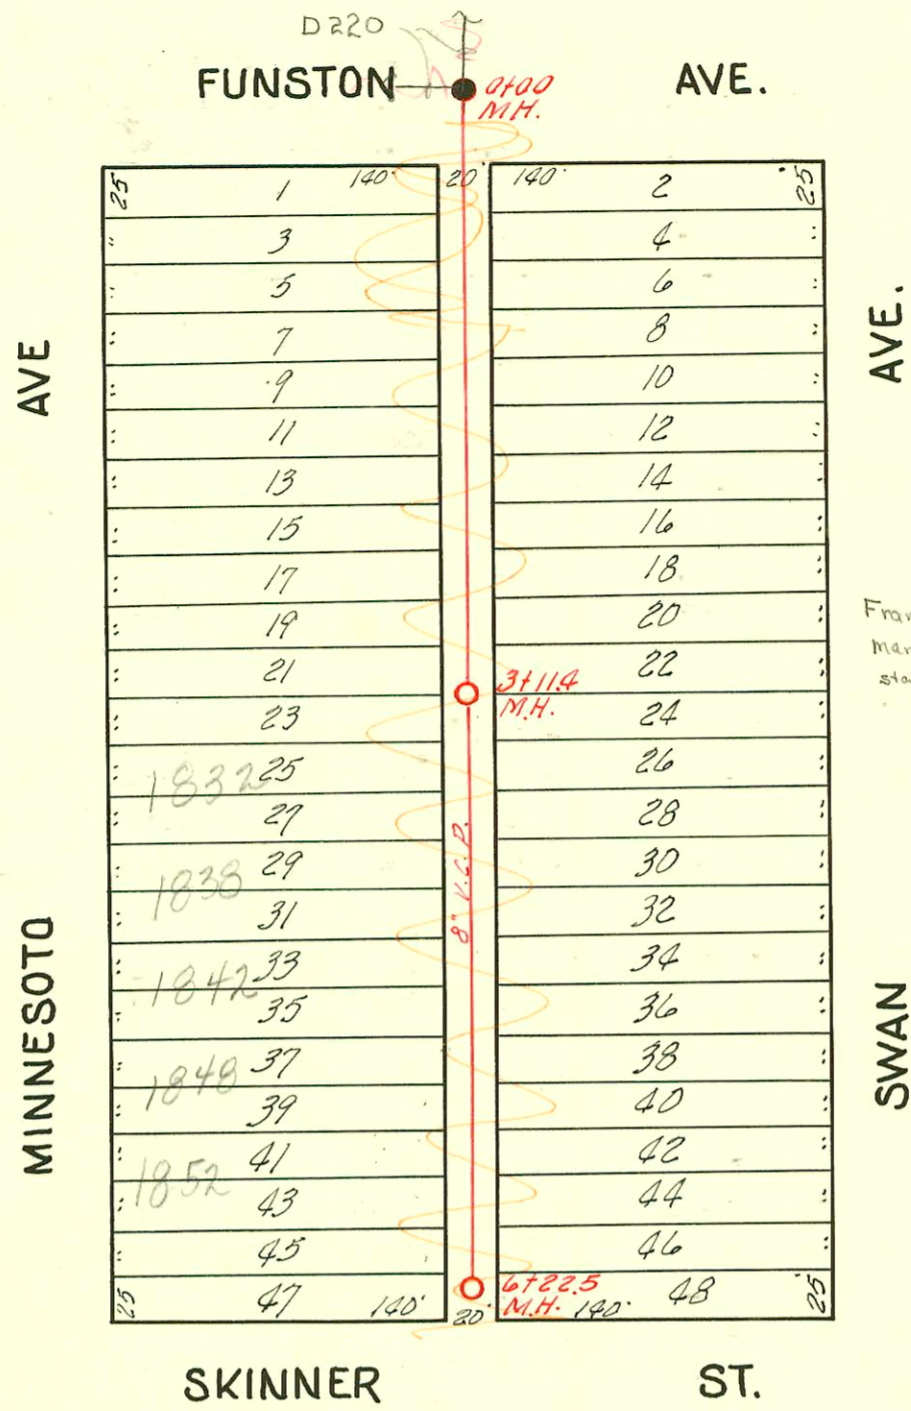 D220
FUNSTON AVE.
0+00
M.H.
25 1 140' 20' 140' 2 25
" 3 4 "
" 5 6 "
" 7 8 "
" 9 10 "
" 11 12 "
" 13 14 "
" 15 16 "
" 17 18 "
" 19 20 "
" 21 22 "
3+11.4
M.H.
" 23 24 "
" 25 26 "
1832
" 27 28 "
" 29 30 "
1838
" 31 32 "
" 33 34 "
1842
" 35 36 "
" 37 38 "
1848
" 39 40 "
" 41 42 "
1852
" 43 44 "
" 45 46 "
6+22.5
M.H.
25 47 140' 20' 140' 48 25
8" V.C.P.
MINNESOTO AVE
SWAN AVE.
SKINNER ST.